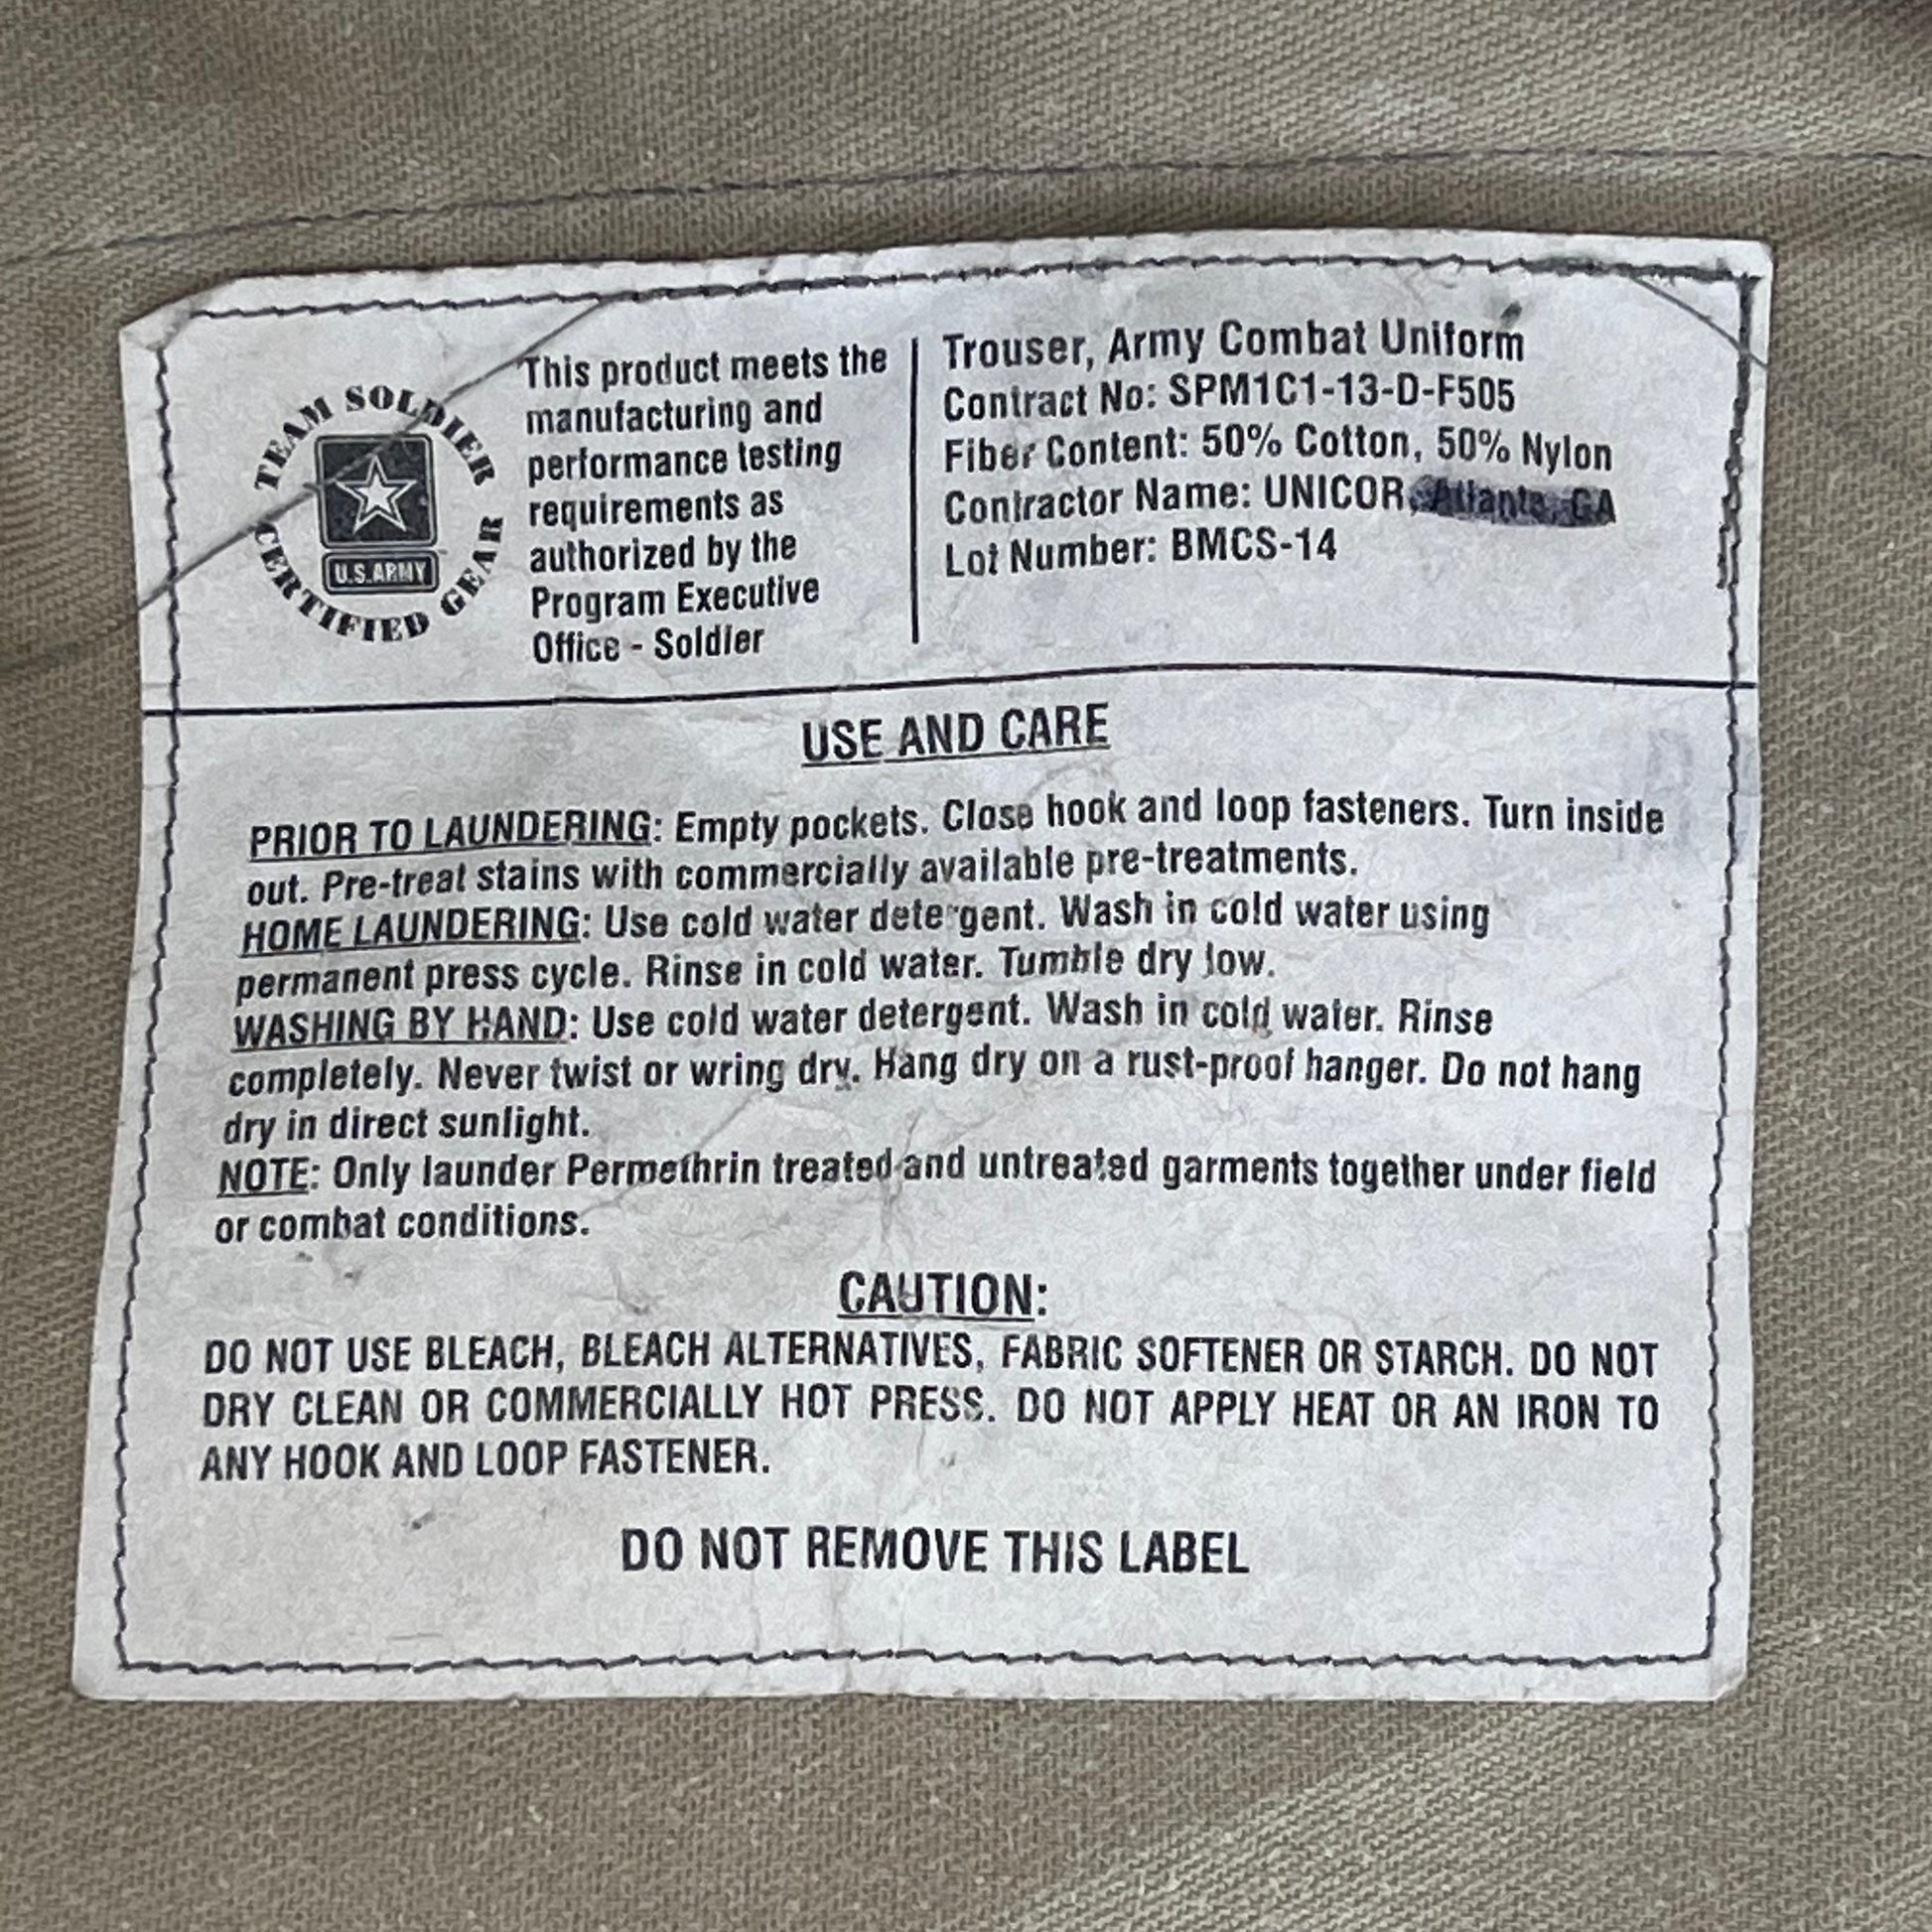 TEAM SOLDIER
CERTIFIED GEAR
U.S.ARMY
This product meets the
manufacturing and
performance testing
requirements as
authorized by the
Program Executive
Office - Soldier
Trouser, Army Combat Uniform
Contract No: SPM1C1-13-D-F505
Fiber Content: 50% Cotton, 50% Nylon
Contractor Name: UNICOR, Atlanta, GA
Lot Number: BMCS-14
USE AND CARE
PRIOR TO LAUNDERING: Empty pockets. Close hook and loop fasteners. Turn inside
out. Pre-treat stains with commercially available pre-treatments.
HOME LAUNDERING: Use cold water detergent. Wash in cold water using
permanent press cycle. Rinse in cold water. Tumble dry low.
WASHING BY HAND: Use cold water detergent. Wash in cold water. Rinse
completely. Never twist or wring dry. Hang dry on a rust-proof hanger. Do not hang
dry in direct sunlight.
NOTE: Only launder Permethrin treated and untreated garments together under field
or combat conditions.
CAUTION:
DO NOT USE BLEACH, BLEACH ALTERNATIVES, FABRIC SOFTENER OR STARCH. DO NOT
DRY CLEAN OR COMMERCIALLY HOT PRESS. DO NOT APPLY HEAT OR AN IRON TO
ANY HOOK AND LOOP FASTENER.
DO NOT REMOVE THIS LABEL